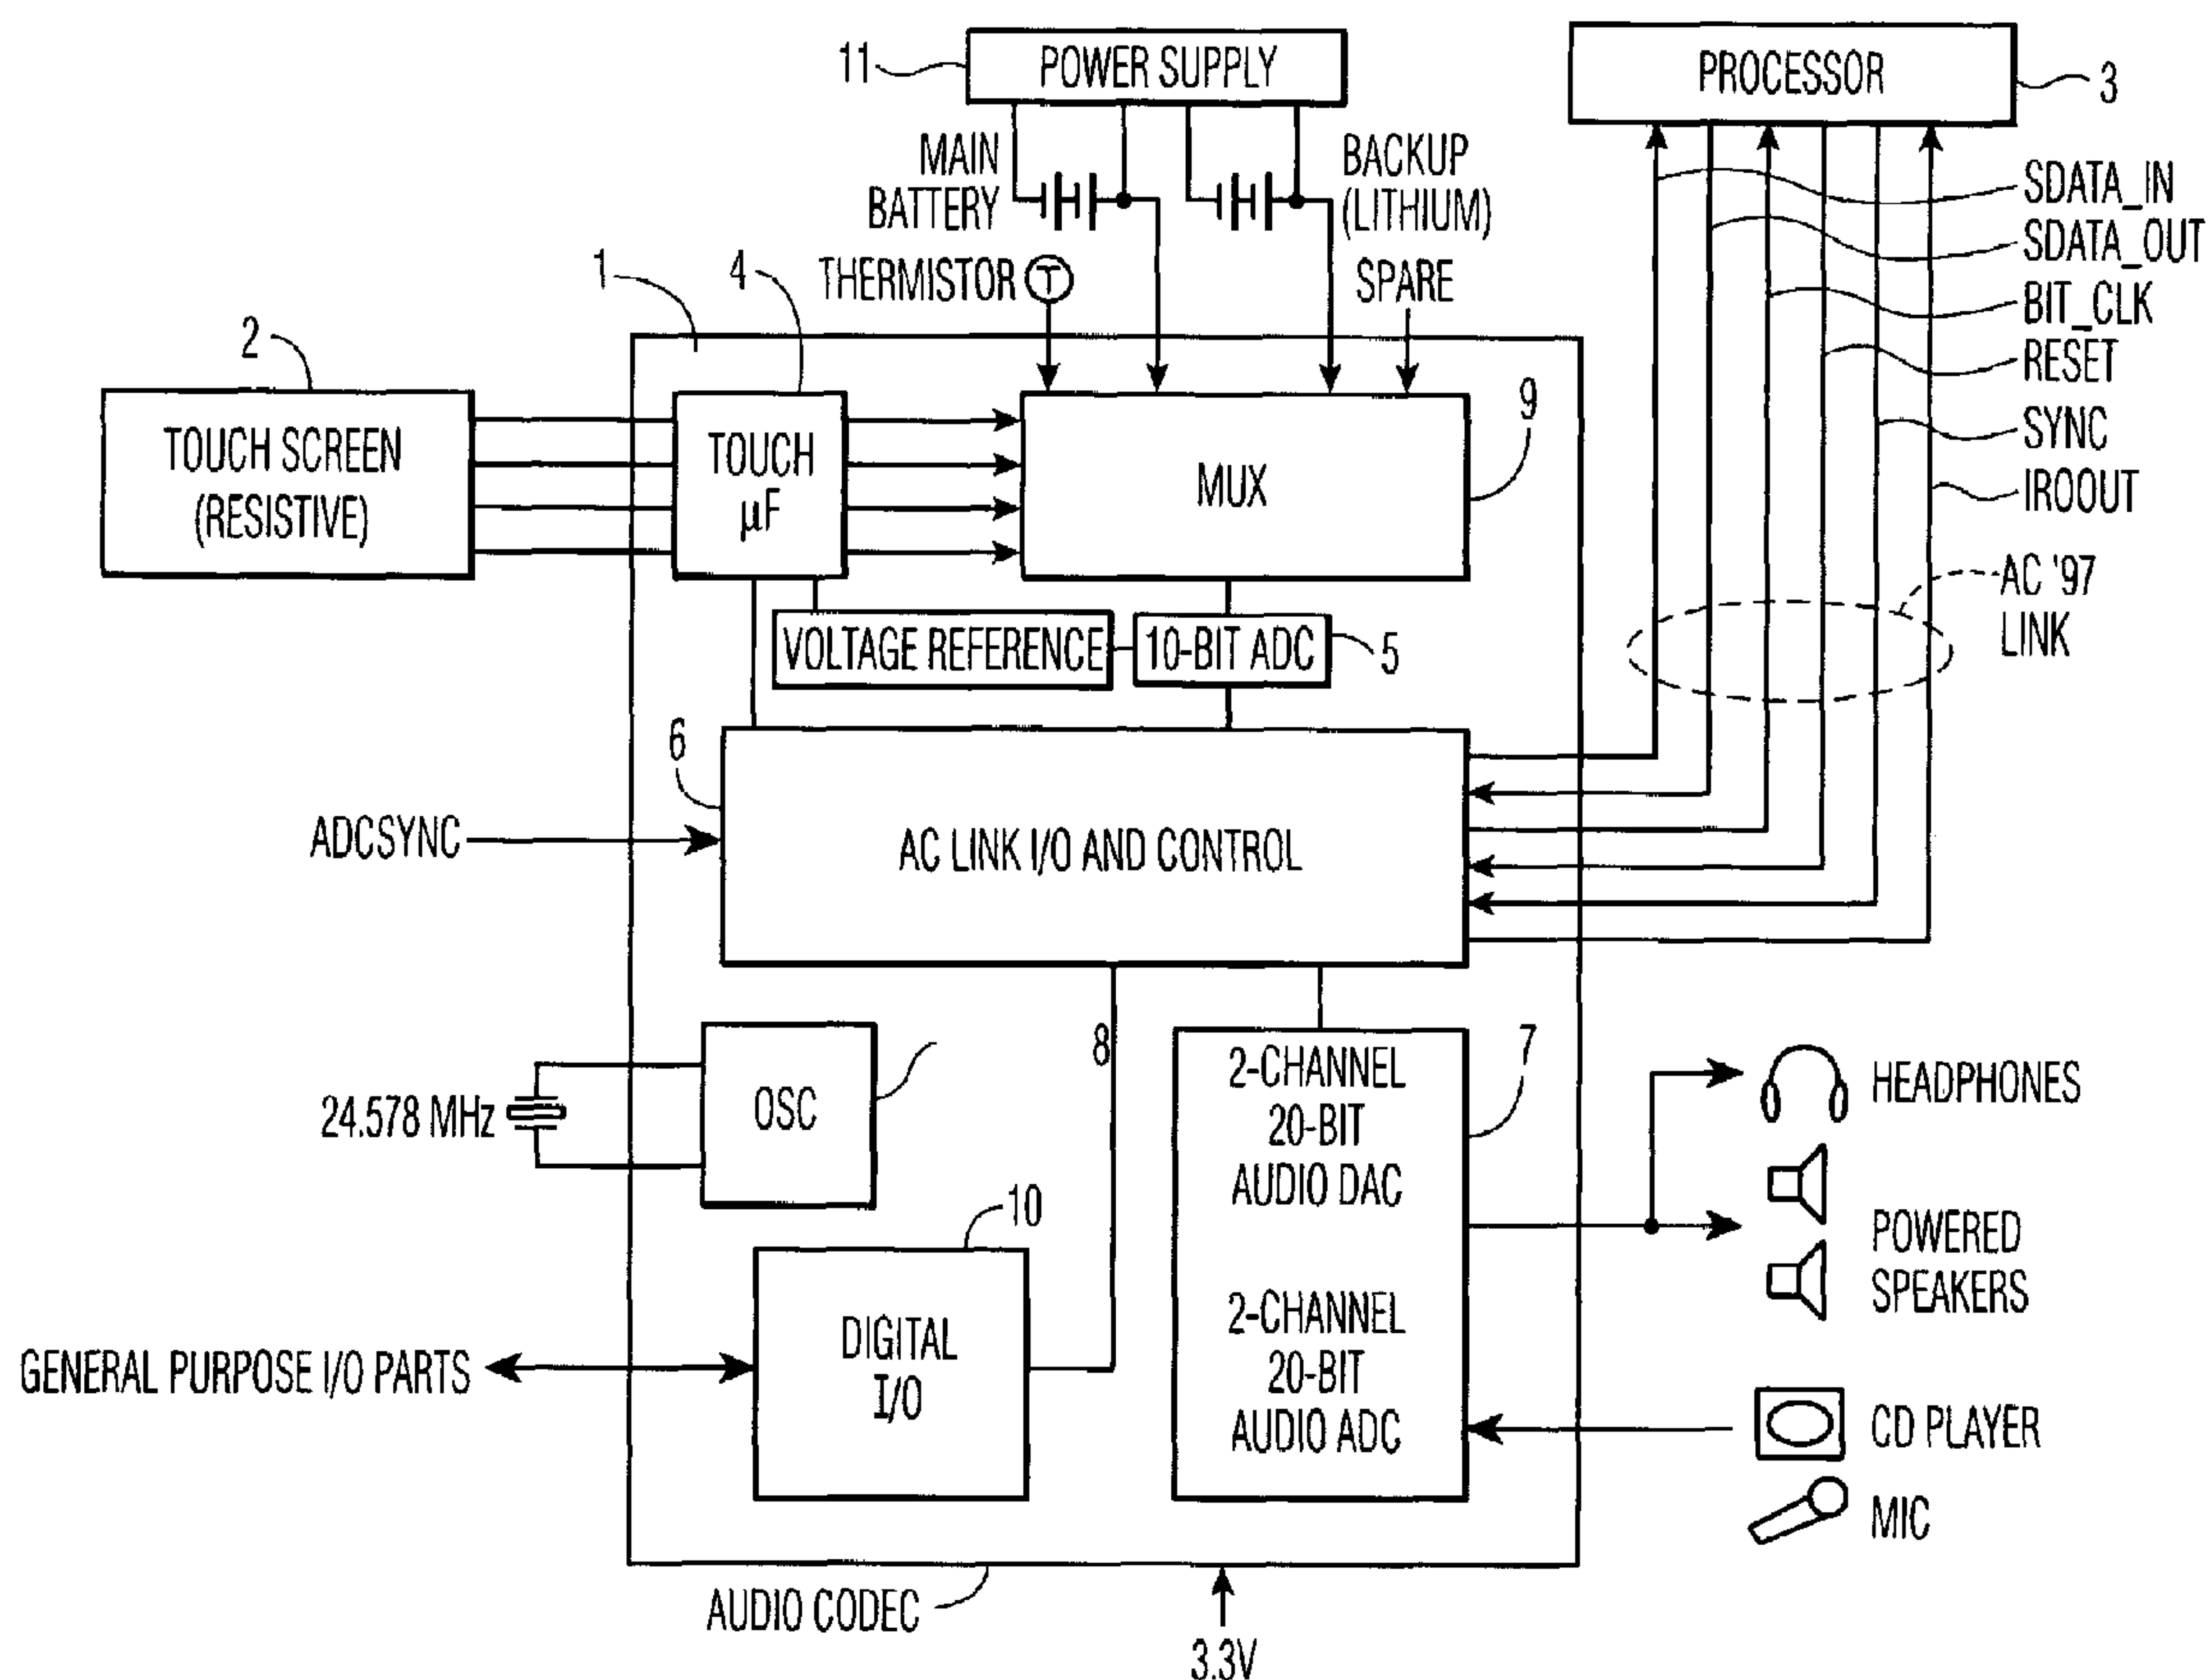 11
POWER SUPPLY
PROCESSOR
3
MAIN
BATTERY
BACKUP
(LITHIUM)
SDATA_IN
SDATA_OUT
BIT_CLK
RESET
SYNC
IROOUT
AC '97
LINK
THERMISTOR
T
SPARE
1
4
2
TOUCH SCREEN
(RESISTIVE)
TOUCH
μF
MUX
9
VOLTAGE REFERENCE
10-BIT ADC
5
6
ADCSYNC
AC LINK I/O AND CONTROL
24.578 MHz
OSC
8
7
2-CHANNEL
20-BIT
AUDIO DAC
2-CHANNEL
20-BIT
AUDIO ADC
HEADPHONES
POWERED
SPEAKERS
CD PLAYER
MIC
10
DIGITAL
I/O
GENERAL PURPOSE I/O PARTS
AUDIO CODEC
3.3V